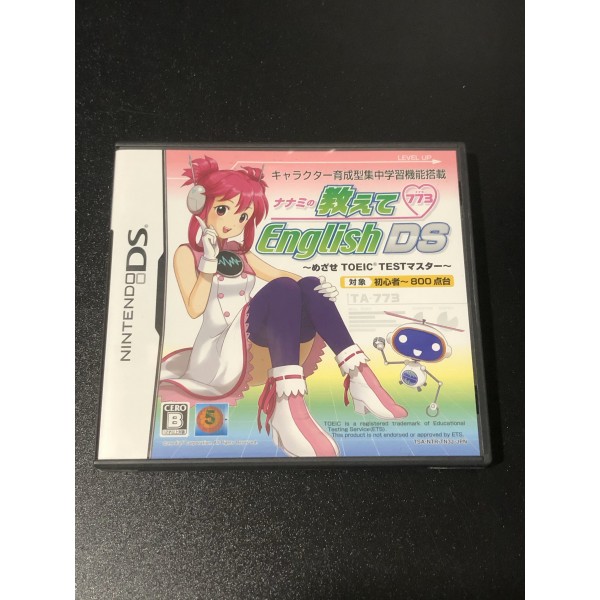 LEVEL UP
キャラクター育成型集中学習機能搭載
ナナミの 教えて 773
English DS
～めざせ TOEIC® TESTマスター～
対象 初心者～800点台
TA 773
NINTENDO DS
CERO
B
5
TOEIC is a registered trademark of Educational
Testing Service(ETS).
This product is not endorsed or approved by ETS.